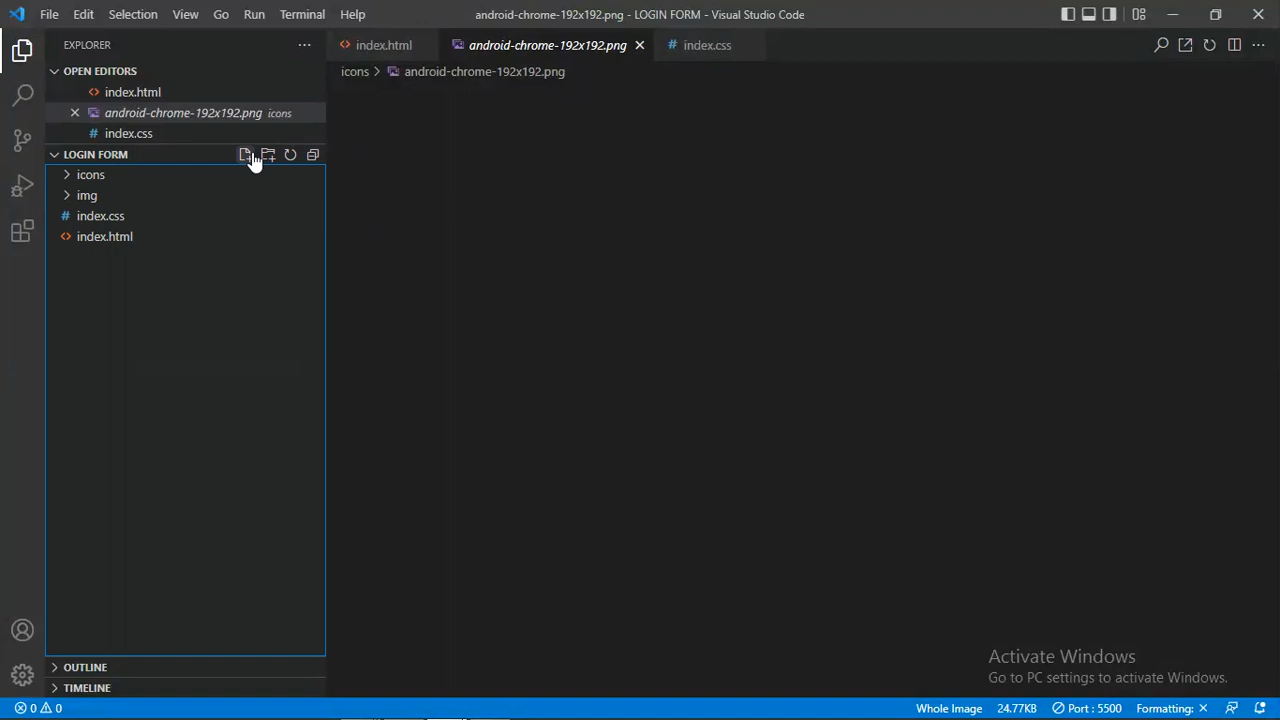 File Edit Selection View Go Run Terminal Help android-chrome-192x192.png - LOGIN FORM - Visual Studio Code
EXPLORER
index.html android-chrome-192x192.png index.css
OPEN EDITORS
icons android-chrome-192x192.png
index.html
android-chrome-192x192.png icons
index.css
LOGIN FORM
icons
img
index.css
index.html
Activate Windows
Go to PC settings to activate Windows.
OUTLINE
TIMELINE
0 0 Whole Image 24.77KB Port : 5500 Formatting: